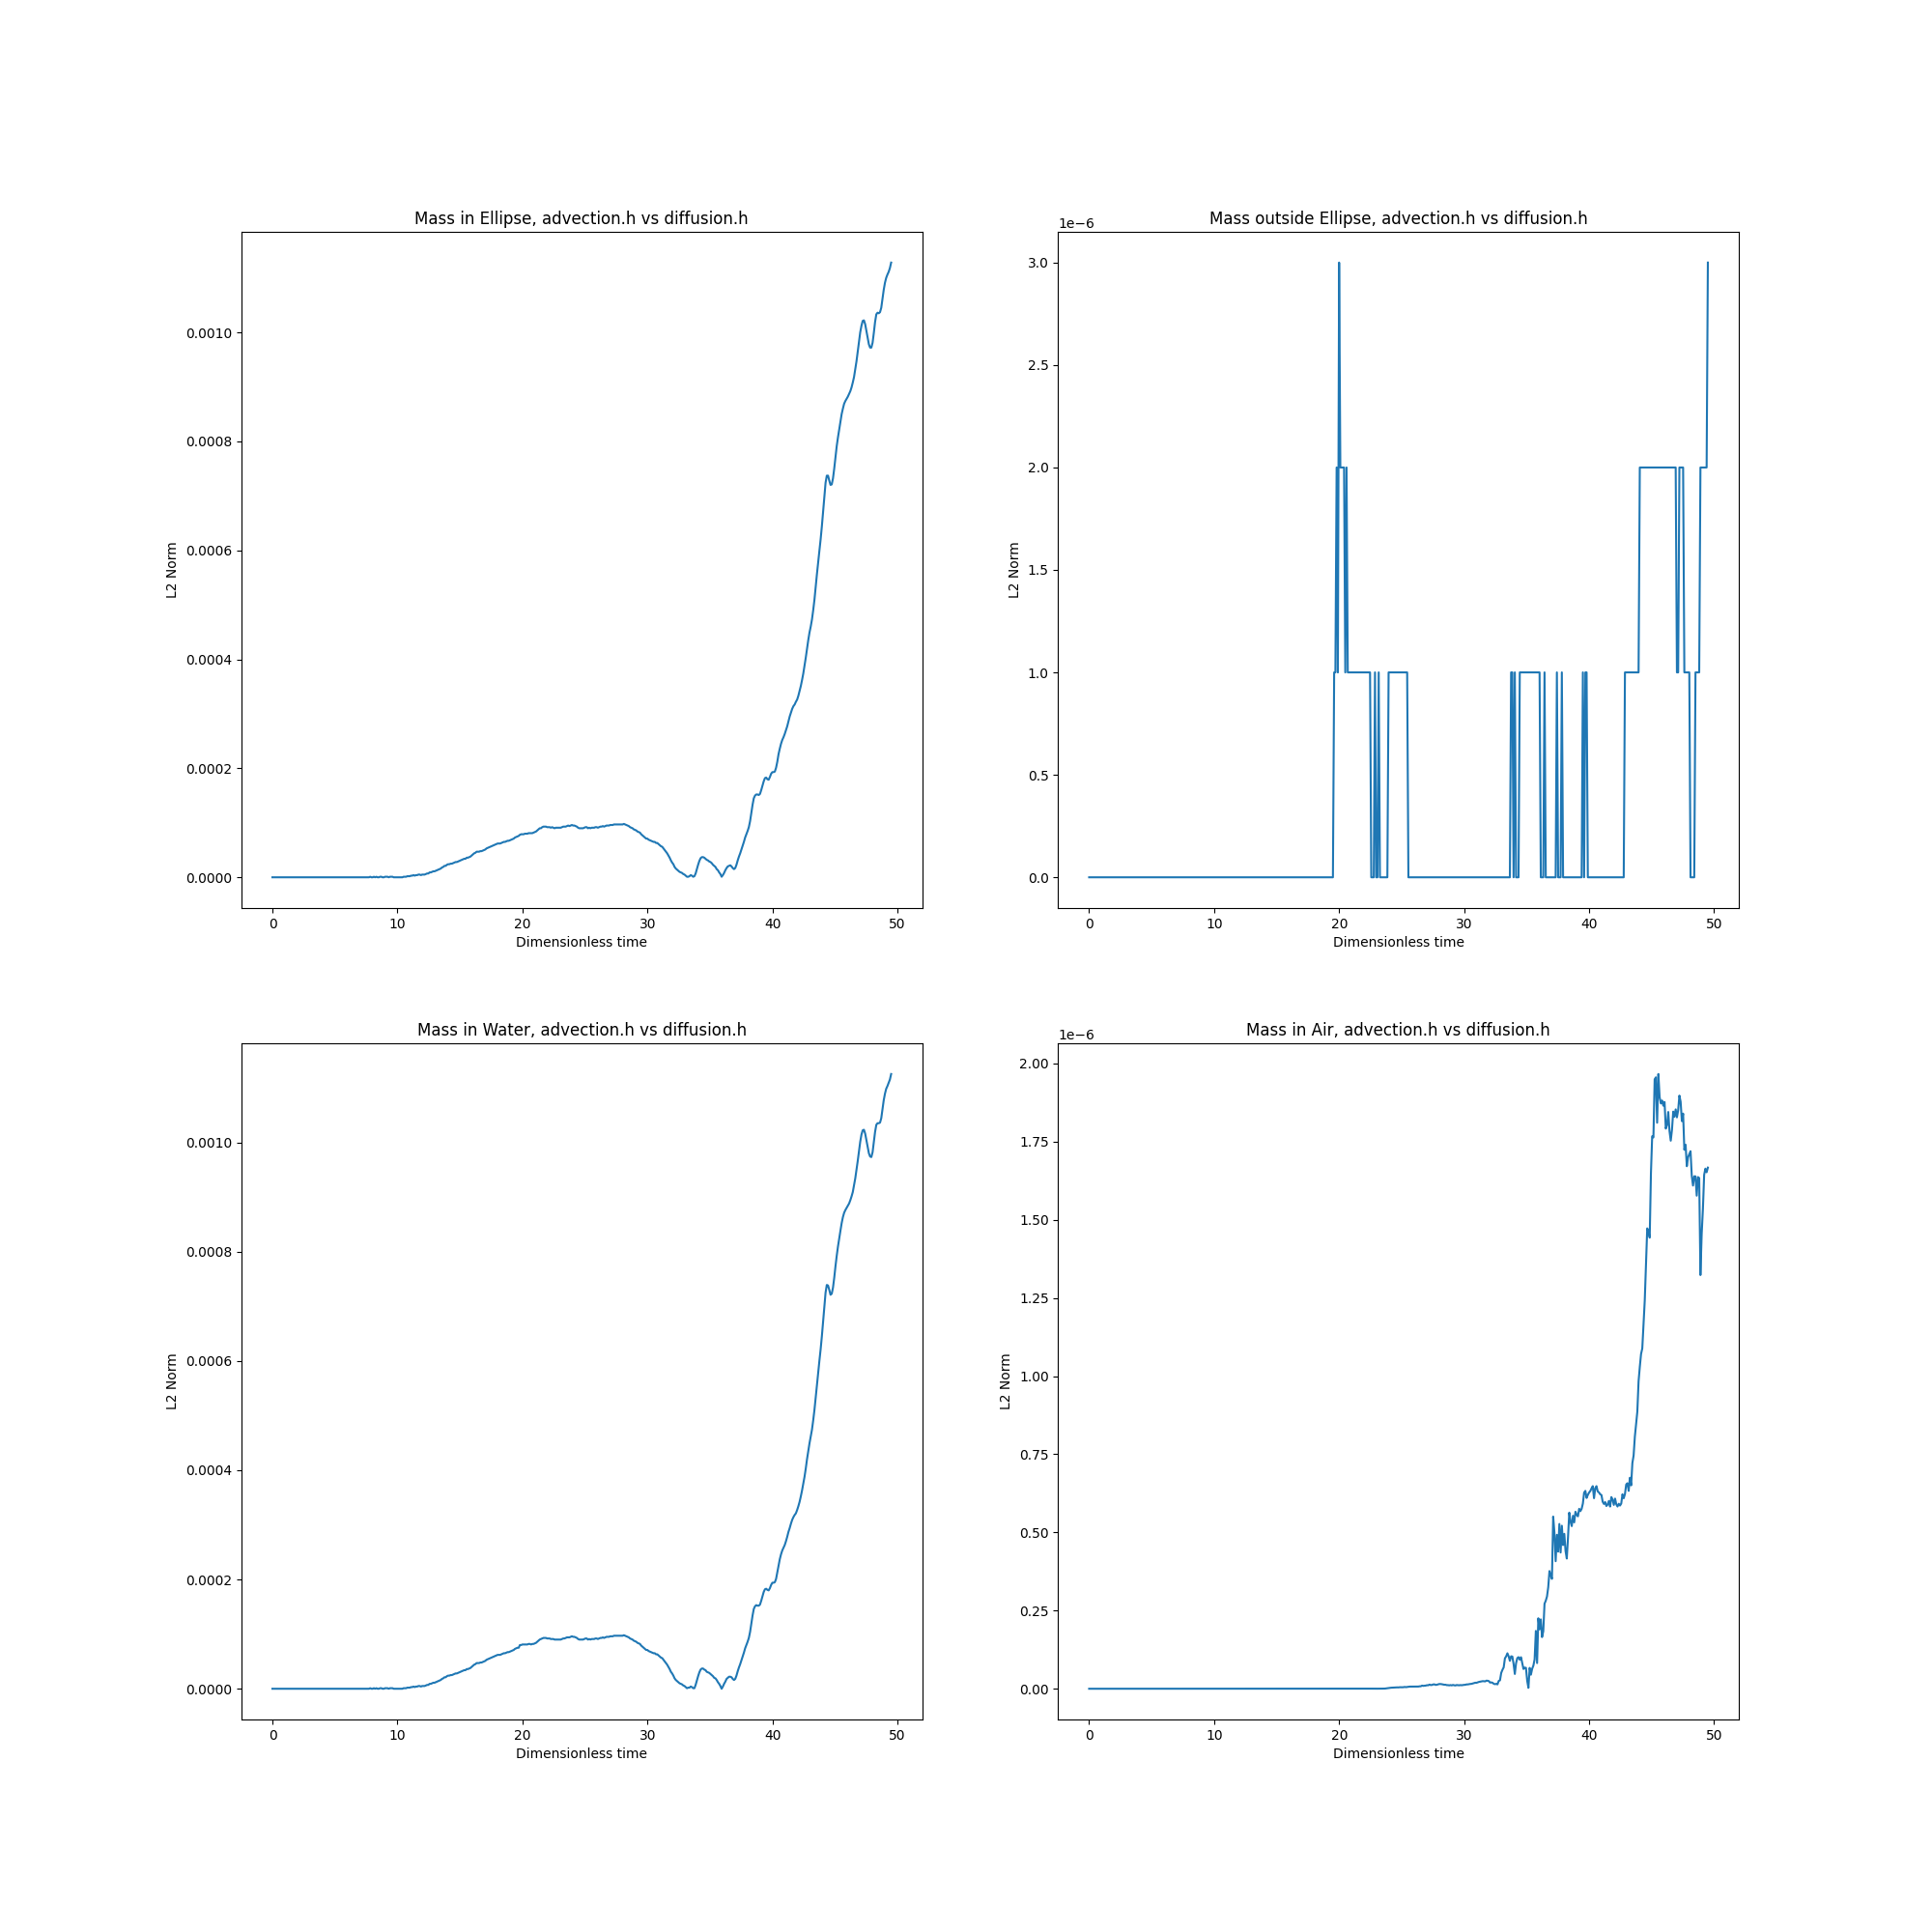 Mass in Ellipse, advection.h vs diffusion.h
0.0010
0.0008
0.0006
0.0004
0.0002
0.0000
L2 Norm
0 10 20 30 40 50
Dimensionless time
Mass outside Ellipse, advection.h vs diffusion.h
1e−6
3.0
2.5
2.0
1.5
1.0
0.5
0.0
L2 Norm
0 10 20 30 40 50
Dimensionless time
Mass in Water, advection.h vs diffusion.h
0.0010
0.0008
0.0006
0.0004
0.0002
0.0000
L2 Norm
0 10 20 30 40 50
Dimensionless time
Mass in Air, advection.h vs diffusion.h
1e−6
2.00
1.75
1.50
1.25
1.00
0.75
0.50
0.25
0.00
L2 Norm
0 10 20 30 40 50
Dimensionless time